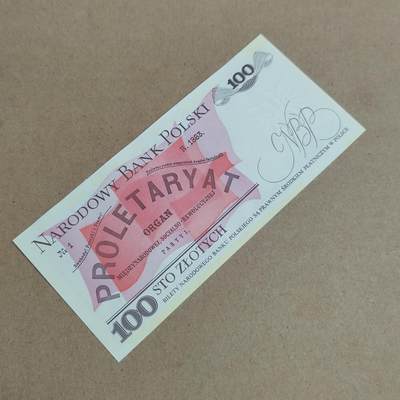 NARODOWY BANK POLSKI
100
№ 1
N. 1883.
PROLETARYAT
ORGAN
MIĘDZYNARODOWEJ SOCJALNO-REWOLUCYJNEJ
PARTYI.
NBP
100
STO ZŁOTYCH
BILETY NARODOWEGO BANKU POLSKIEGO SĄ PRAWNYM ŚRODKIEM PŁATNICZYM W POLSCE